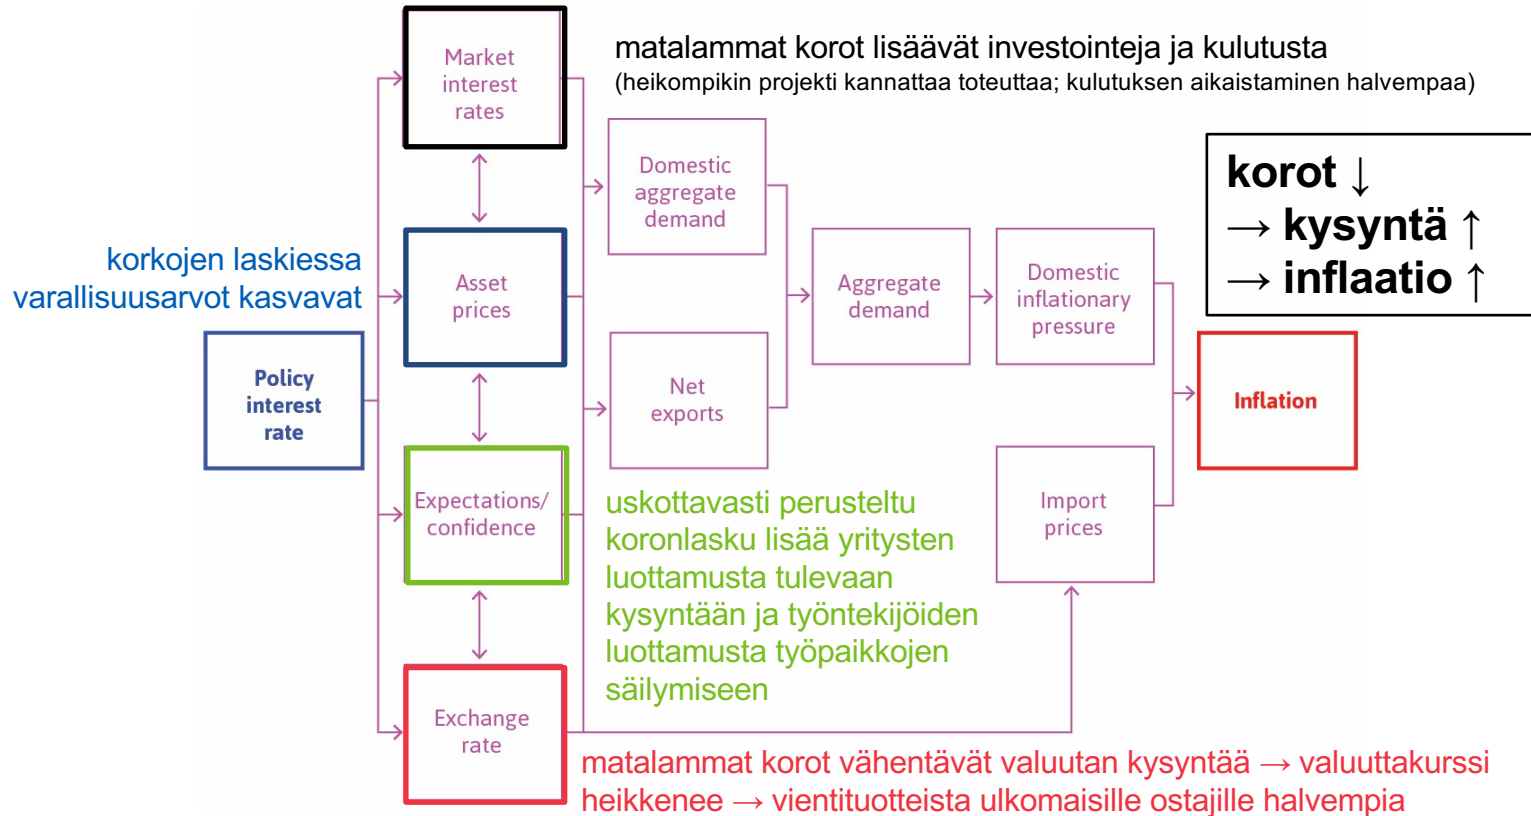 matalammat korot lisäävät investointeja ja kulutusta
(heikompikin projekti kannattaa toteuttaa; kulutuksen aikaistaminen halvempaa)
Market
interest
rates
Domestic
aggregate
demand
korot ↓
→ kysyntä ↑
→ inflaatio ↑
korkojen laskiessa
varallisuusarvot kasvavat
Asset
prices
Aggregate
demand
Domestic
inflationary
pressure
Policy
interest
rate
Net
exports
Inflation
Expectations/
confidence
uskottavasti perusteltu
koronlasku lisää yritysten
luottamusta tulevaan
kysyntään ja työntekijöiden
luottamusta työpaikkojen
säilymiseen
Import
prices
Exchange
rate
matalammat korot vähentävät valuutan kysyntää → valuuttakurssi
heikkenee → vientituotteista ulkomaisille ostajille halvempia